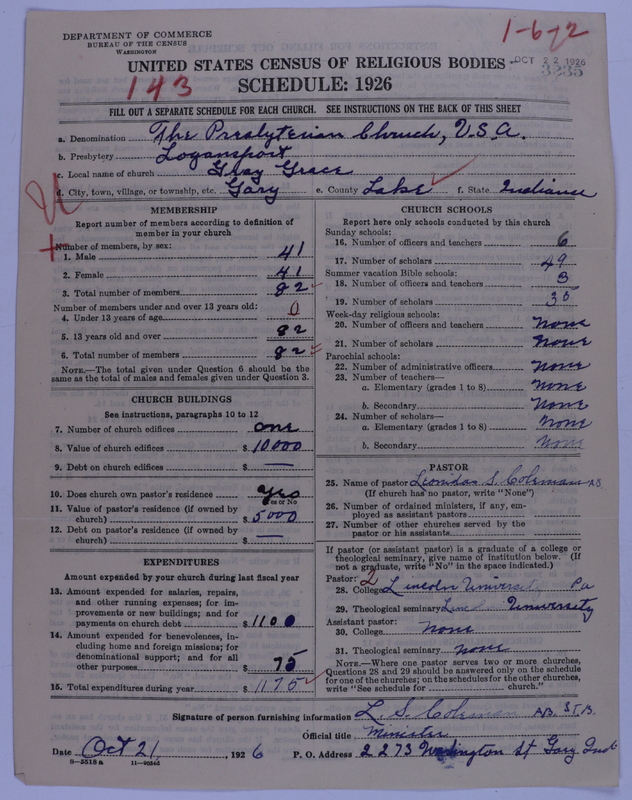 DEPARTMENT OF COMMERCE
BUREAU OF THE CENSUS
WASHINGTON
1-6-2
OCT 22 1926
3235
UNITED STATES CENSUS OF RELIGIOUS BODIES
143
SCHEDULE: 1926
FILL OUT A SEPARATE SCHEDULE FOR EACH CHURCH. SEE INSTRUCTIONS ON THE BACK OF THIS SHEET
a. Denomination The Presbyterian Church, U.S.A.
b. Presbytery Logansport
c. Local name of church Grace
d. City, town, village, or township, etc. Gary e. County Lake f. State Indiana
MEMBERSHIP
Report number of members according to definition of
member in your church
Number of members, by sex:
1. Male 41
2. Female 41
3. Total number of members 82
Number of members under and over 13 years old:
4. Under 13 years of age 0
5. 13 years old and over 82
6. Total number of members 82
NOTE.—The total given under Question 6 should be
same as the total of males and females given under Question 3.
CHURCH BUILDINGS
See instructions, paragraphs 10 to 12
7. Number of church edifices one
8. Value of church edifices $ 10000
9. Debt on church edifices $ —
10. Does church own pastor's residence Yes
Yes or No
11. Value of pastor's residence (if owned by
church) $ 5000
12. Debt on pastor's residence (if owned by
church) $ —
EXPENDITURES
Amount expended by your church during last fiscal year
13. Amount expended for salaries, repairs,
and other running expenses; for im-
provements or new buildings; and for
payments on church debt $ 1100
14. Amount expended for benevolences, in-
cluding home and foreign missions; for
denominational support; and for all
other purposes $ 75
15. Total expenditures during year $ 1175
CHURCH SCHOOLS
Report here only schools conducted by this church
Sunday schools:
16. Number of officers and teachers 6
17. Number of scholars 49
Summer vacation Bible schools:
18. Number of officers and teachers 3
19. Number of scholars
Week-day religious schools:
20. Number of officers and teachers None
21. Number of scholars None
Parochial schools:
22. Number of administrative officers None
23. Number of teachers—
a. Elementary (grades 1 to 8) None
b. Secondary None
24. Number of scholars—
a. Elementary (grades 1 to 8) None
b. Secondary None
PASTOR
25. Name of pastor Leonidas S. Coleman AB.
(If church has no pastor, write "None")
26. Number of ordained ministers, if any, em-
ployed as assistant pastors
27. Number of other churches served by the
pastor or his assistants
If pastor (or assistant pastor) is a graduate of a college or
theological seminary, give name of institution below. (If
not a graduate, write "No" in the space indicated.)
Pastor: 2
28. College Lincoln University Pa
29. Theological seminary Linc University
Assistant pastor:
30. College None
31. Theological seminary None
NOTE.—Where one pastor serves two or more churches,
Questions 28 and 29 should be answered only on the schedule
for one of the churches; on the schedules for the other churches,
write "See schedule for church."
Signature of person furnishing information L. S. Coleman AB. S.T.B.
Official title Minister
Date Oct 21, 1926 P. O. Address 2273 Washington St Gary Ind
8—5518 a